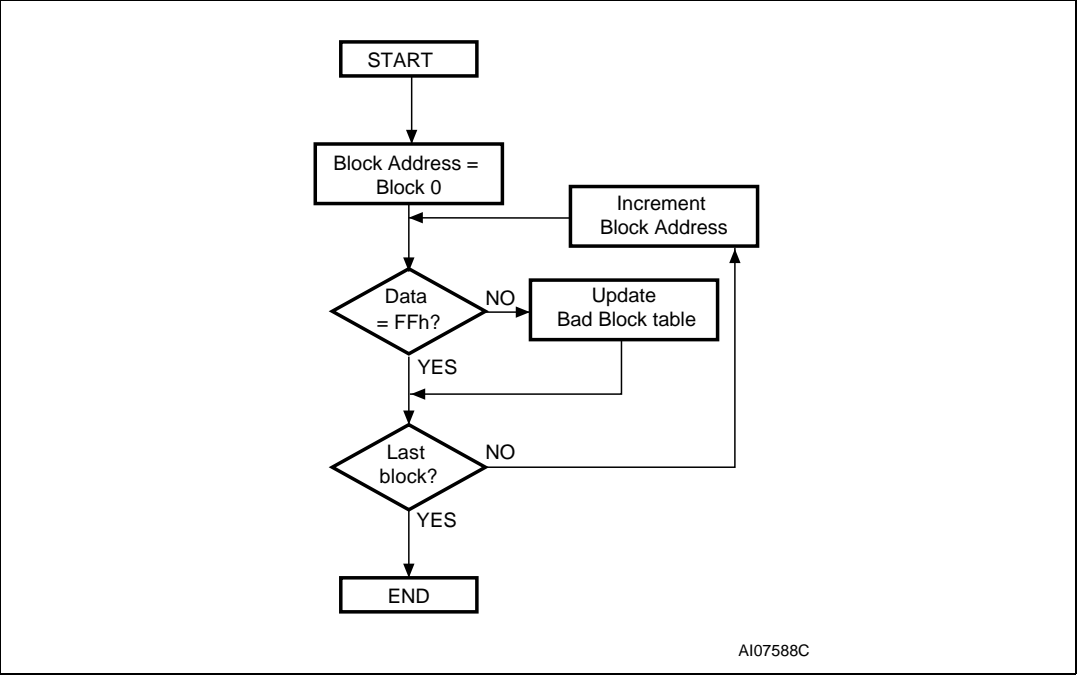 START
Block Address =
Block 0
Increment
Block Address
Data
= FFh?
NO
Update
Bad Block table
YES
Last
block?
NO
YES
END
AI07588C